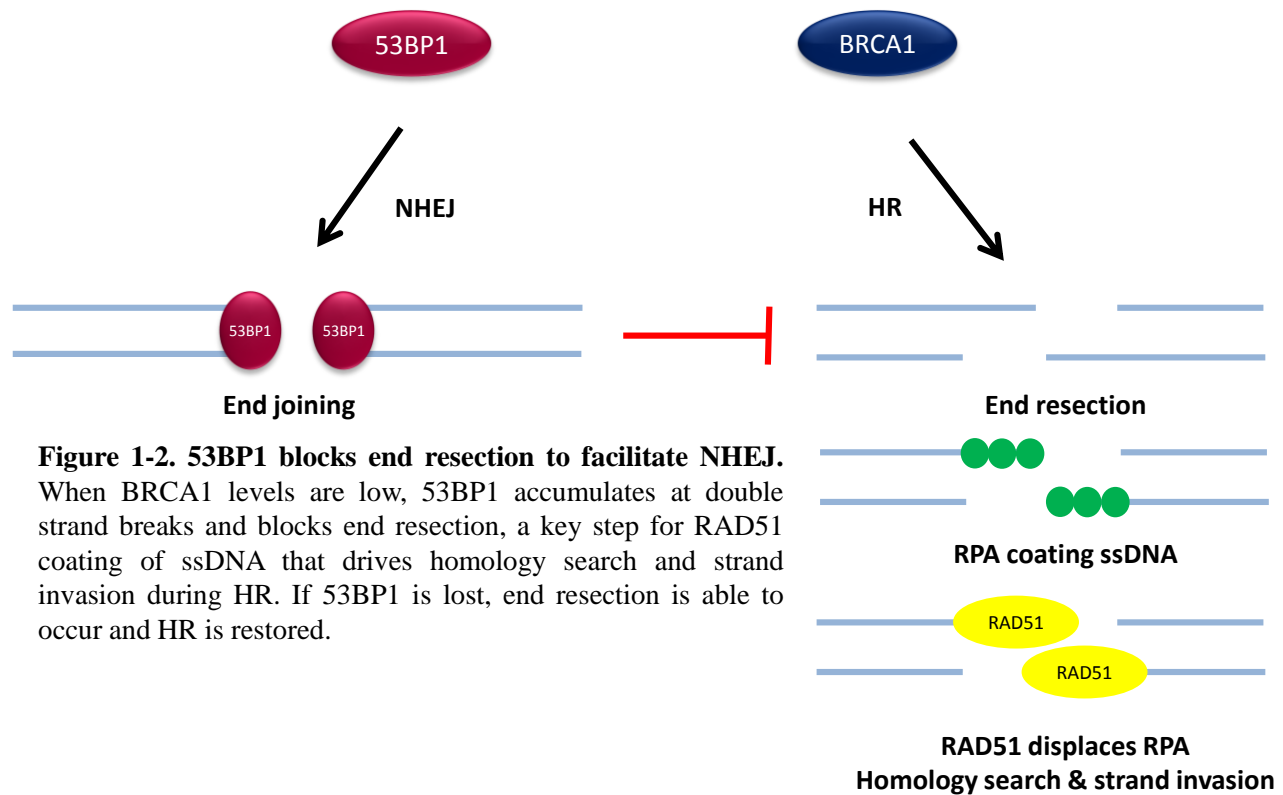 53BP1
BRCA1
NHEJ
HR
53BP1
53BP1
End joining
End resection
Figure 1-2. 53BP1 blocks end resection to facilitate NHEJ.
When BRCA1 levels are low, 53BP1 accumulates at double
strand breaks and blocks end resection, a key step for RAD51
coating of ssDNA that drives homology search and strand
invasion during HR. If 53BP1 is lost, end resection is able to
occur and HR is restored.
RPA coating ssDNA
RAD51
RAD51
RAD51 displaces RPA
Homology search & strand invasion